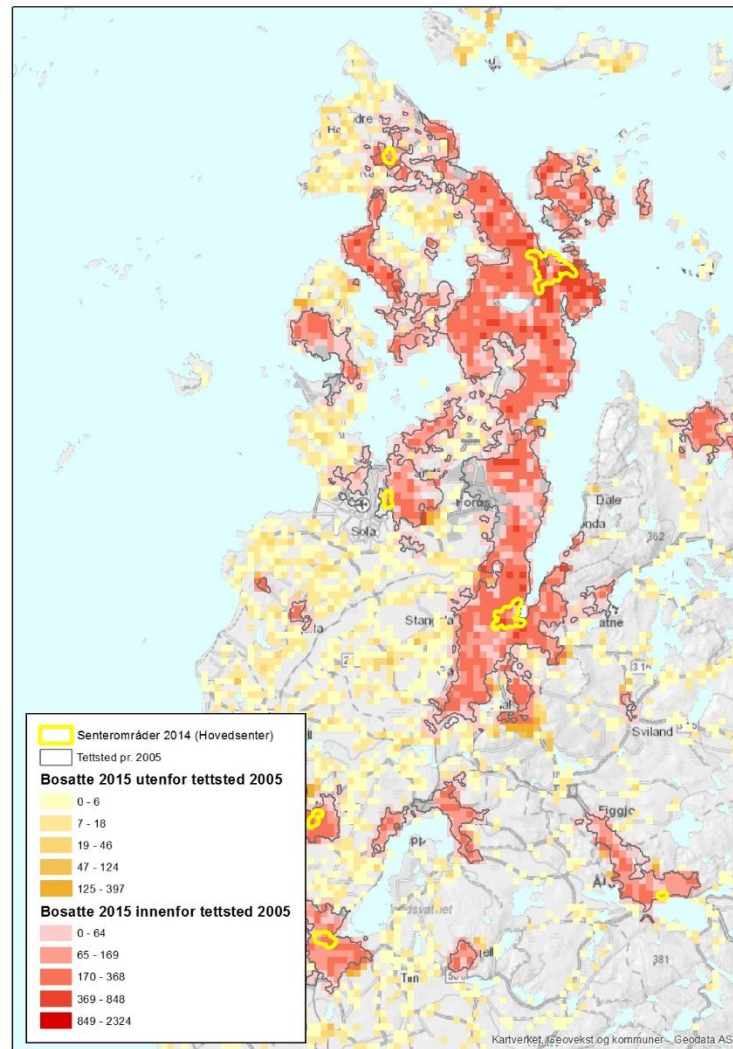 Dale
362
Sola
Sviland
Senterområder 2014 (Hovedsenter)
Tettsted pr. 2005
Bosatte 2015 utenfor tettsted 2005
0 - 6
7 - 18
19 - 46
47 - 124
125 - 397
Bosatte 2015 innenfor tettsted 2005
0 - 64
65 - 169
170 - 368
369 - 848
849 - 2324
381
Kartverket, Geovekst og kommuner - Geodata AS